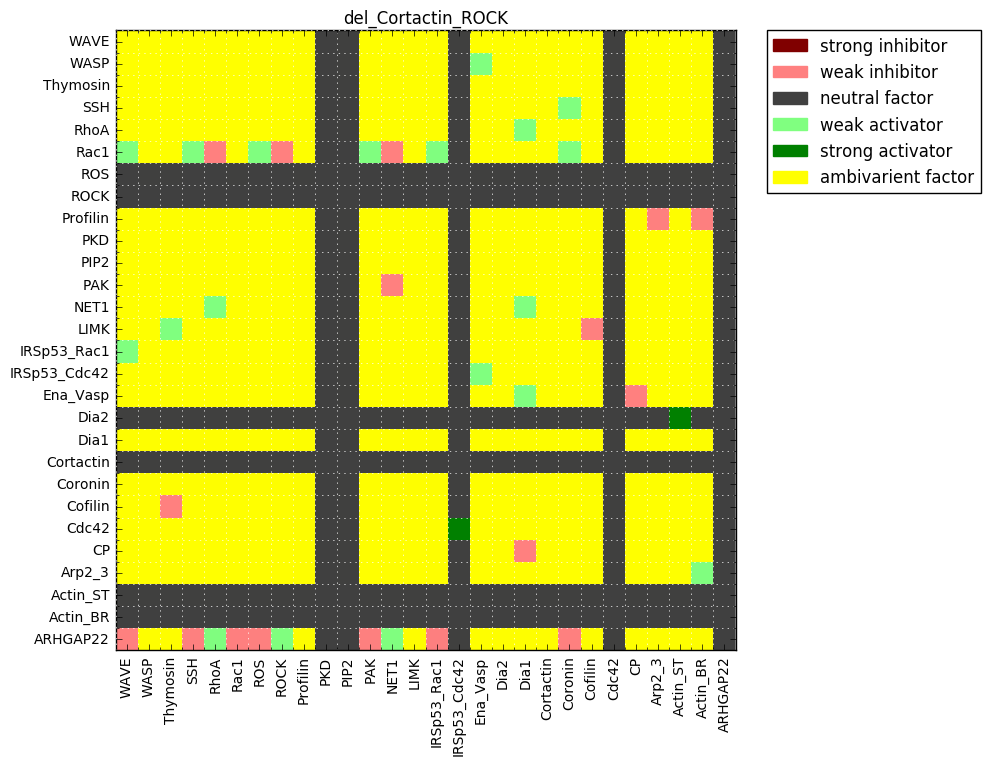 del_Cortactin_ROCK
strong inhibitor
weak inhibitor
neutral factor
weak activator
strong activator
ambivarient factor
WAVE
WASP
Thymosin
SSH
RhoA
Rac1
ROS
ROCK
Profilin
PKD
PIP2
PAK
NET1
LIMK
IRSp53_Rac1
IRSp53_Cdc42
Ena_Vasp
Dia2
Dia1
Cortactin
Coronin
Cofilin
Cdc42
CP
Arp2_3
Actin_ST
Actin_BR
ARHGAP22
WAVE
WASP
Thymosin
SSH
RhoA
Rac1
ROS
ROCK
Profilin
PKD
PIP2
PAK
NET1
LIMK
IRSp53_Rac1
IRSp53_Cdc42
Ena_Vasp
Dia2
Dia1
Cortactin
Coronin
Cofilin
Cdc42
CP
Arp2_3
Actin_ST
Actin_BR
ARHGAP22